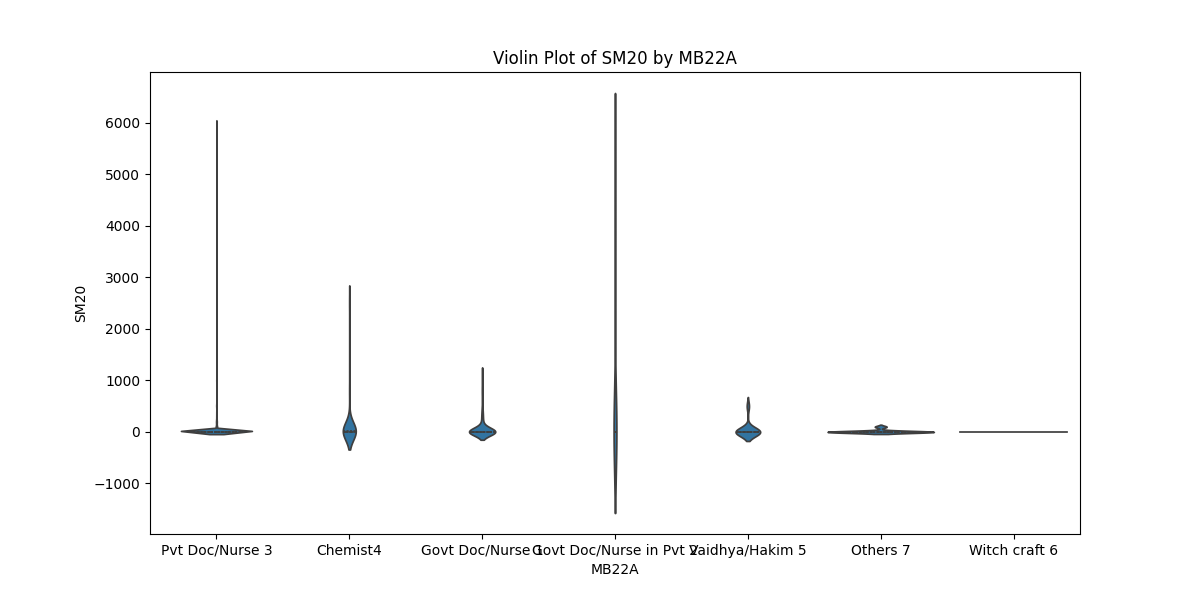 Violin Plot of SM20 by MB22A
6000
5000
4000
3000
2000
1000
0
−1000
SM20
Pvt Doc/Nurse 3 Chemist4 Govt Doc/Nurse 1 Govt Doc/Nurse in Pvt 2 Vaidhya/Hakim 5 Others 7 Witch craft 6
MB22A